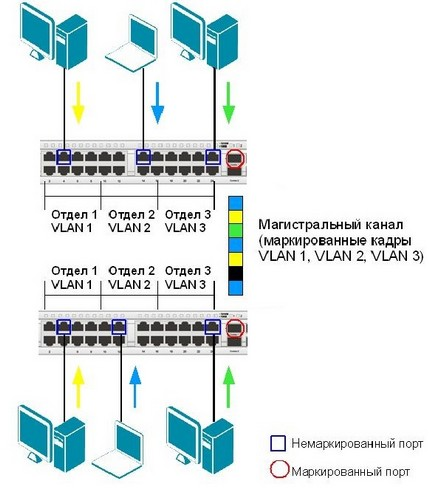 Отдел 1 Отдел 2 Отдел 3
VLAN 1 VLAN 2 VLAN 3
Магистральный канал
(маркированные кадры
VLAN 1, VLAN 2, VLAN 3)
Отдел 1 Отдел 2 Отдел 3
VLAN 1 VLAN 2 VLAN 3
Немаркированный порт
Маркированный порт